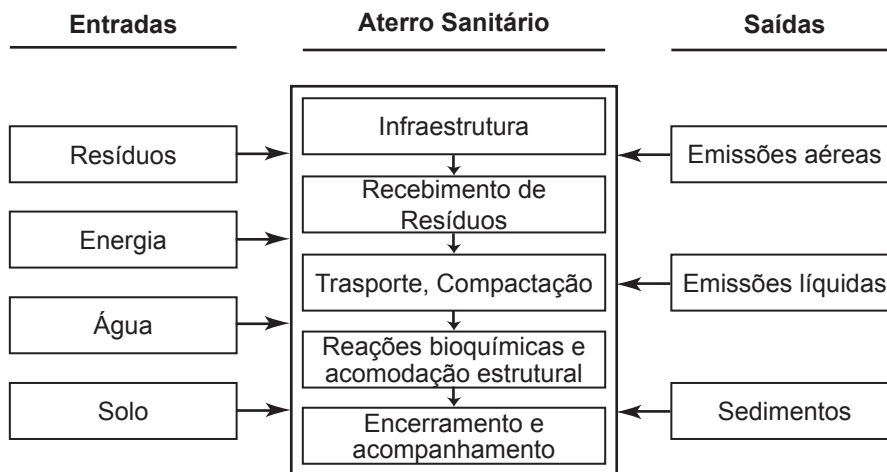 Entradas
Aterro Sanitário
Saídas
Resíduos
Energia
Água
Solo
Infraestrutura
Recebimento de
Resíduos
Trasporte, Compactação
Reações bioquímicas e
acomodação estrutural
Encerramento e
acompanhamento
Emissões aéreas
Emissões líquidas
Sedimentos